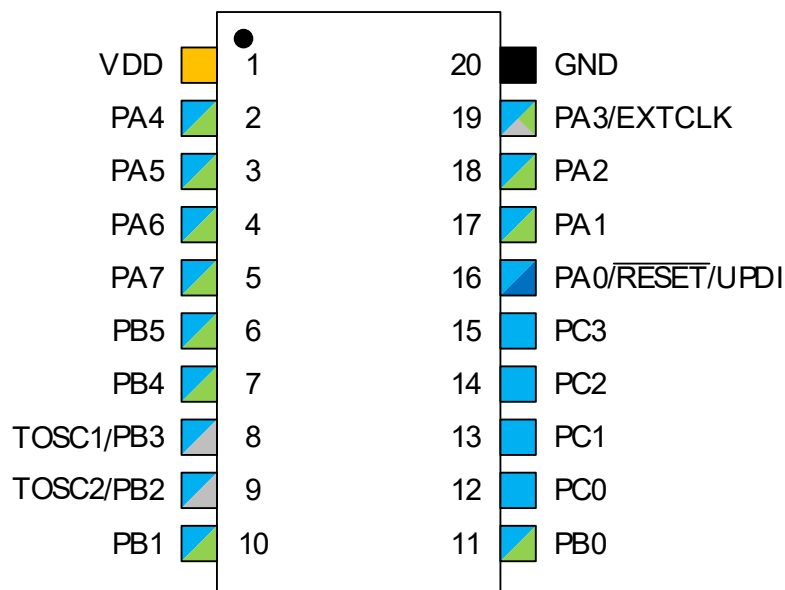 VDD 1 20 GND
PA4 2 19 PA3/EXTCLK
PA5 3 18 PA2
PA6 4 17 PA1
PA7 5 16 PA0/RESET/UPDI
PB5 6 15 PC3
PB4 7 14 PC2
TOSC1/PB3 8 13 PC1
TOSC2/PB2 9 12 PC0
PB1 10 11 PB0